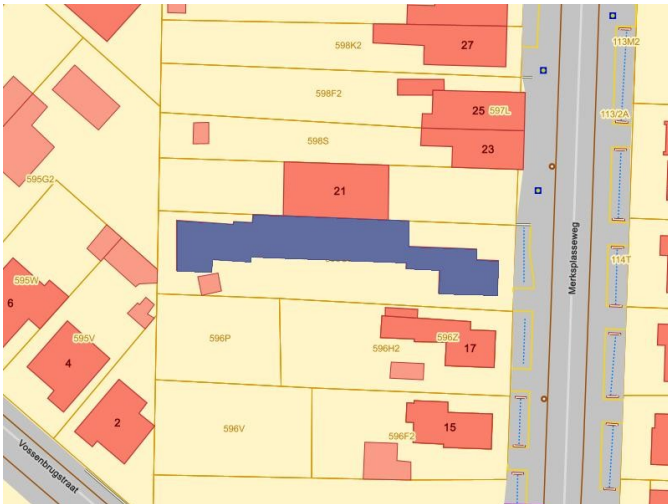 113M2
598K2
27
598F2
25
597L
113/2A
598S
23
595G2
21
Merksplasseweg
114T
595W
6
595V
4
596P
596H2
596Z
17
2
596V
596F2
15
Vossenbrugstraat